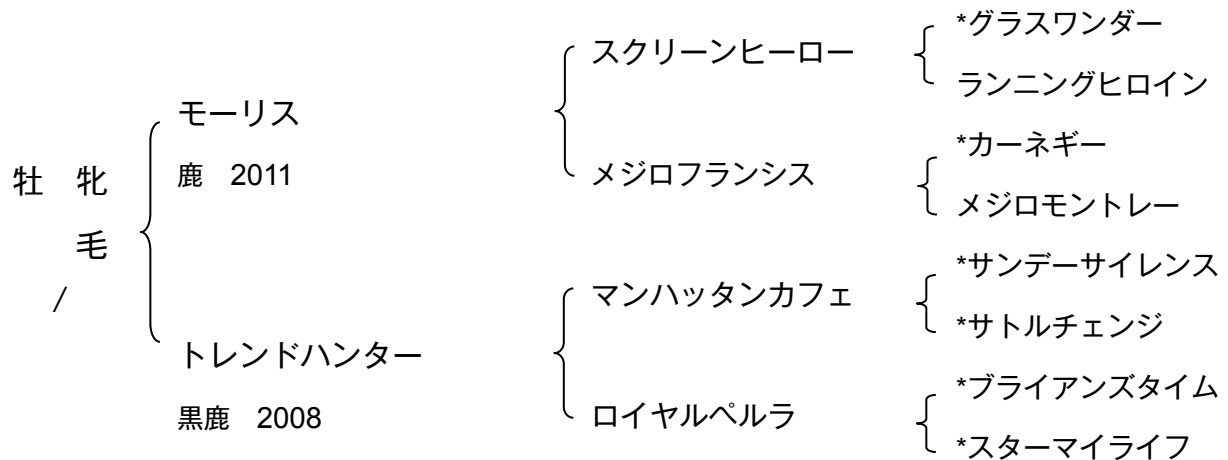 牡　牝
毛
/
モーリス
鹿　2011
トレンドハンター
黒鹿　2008
スクリーンヒーロー
メジロフランシス
マンハッタンカフェ
ロイヤルペルラ
*グラスワンダー
ランニングヒロイン
*カーネギー
メジロモントレー
*サンデーサイレンス
*サトルチェンジ
*ブライアンズタイム
*スターマイライフ